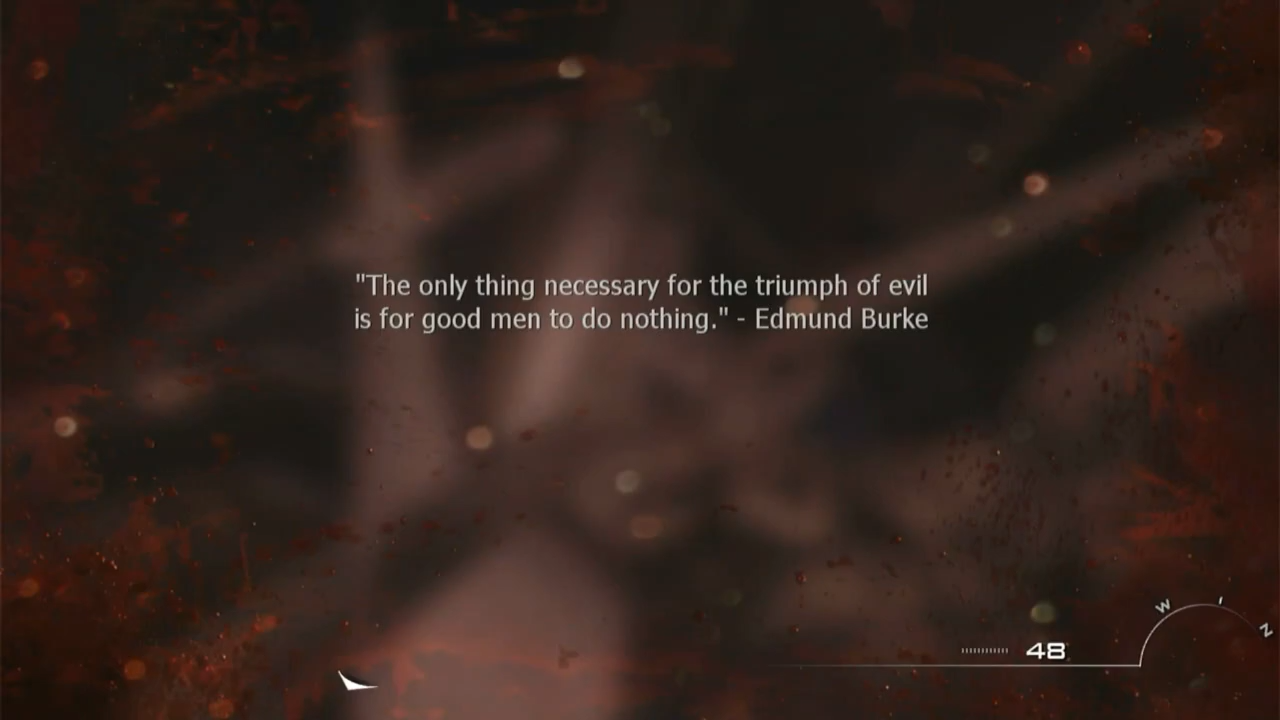 "The only thing necessary for the triumph of evil
is for good men to do nothing." - Edmund Burke
48
W
N